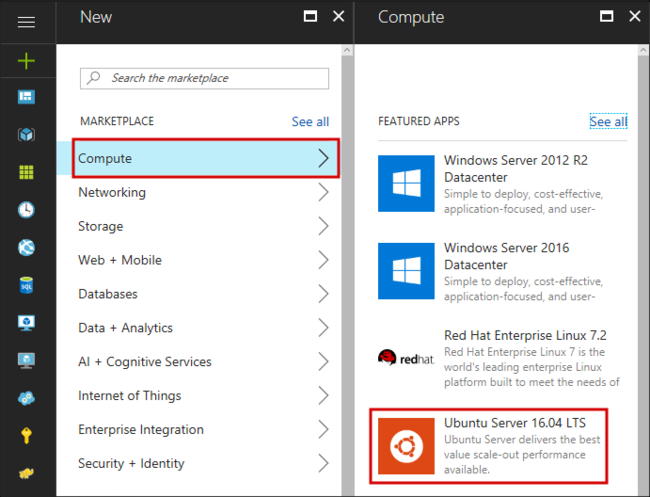 New
Search the marketplace
MARKETPLACE
See all
Compute
Networking
Storage
Web + Mobile
Databases
Data + Analytics
AI + Cognitive Services
Internet of Things
Enterprise Integration
Security + Identity
SQL
Compute
FEATURED APPS
See all
Windows Server 2012 R2
Datacenter
Simple to deploy, cost-effective,
application-focused, and user-
Windows Server 2016
Datacenter
Simple to deploy, cost-effective,
application-focused, and user-
redhat
Red Hat Enterprise Linux 7.2
Red Hat Enterprise Linux 7 is the
world's leading enterprise Linux
platform built to meet the needs of
Ubuntu Server 16.04 LTS
Ubuntu Server delivers the best
value scale-out performance
available.